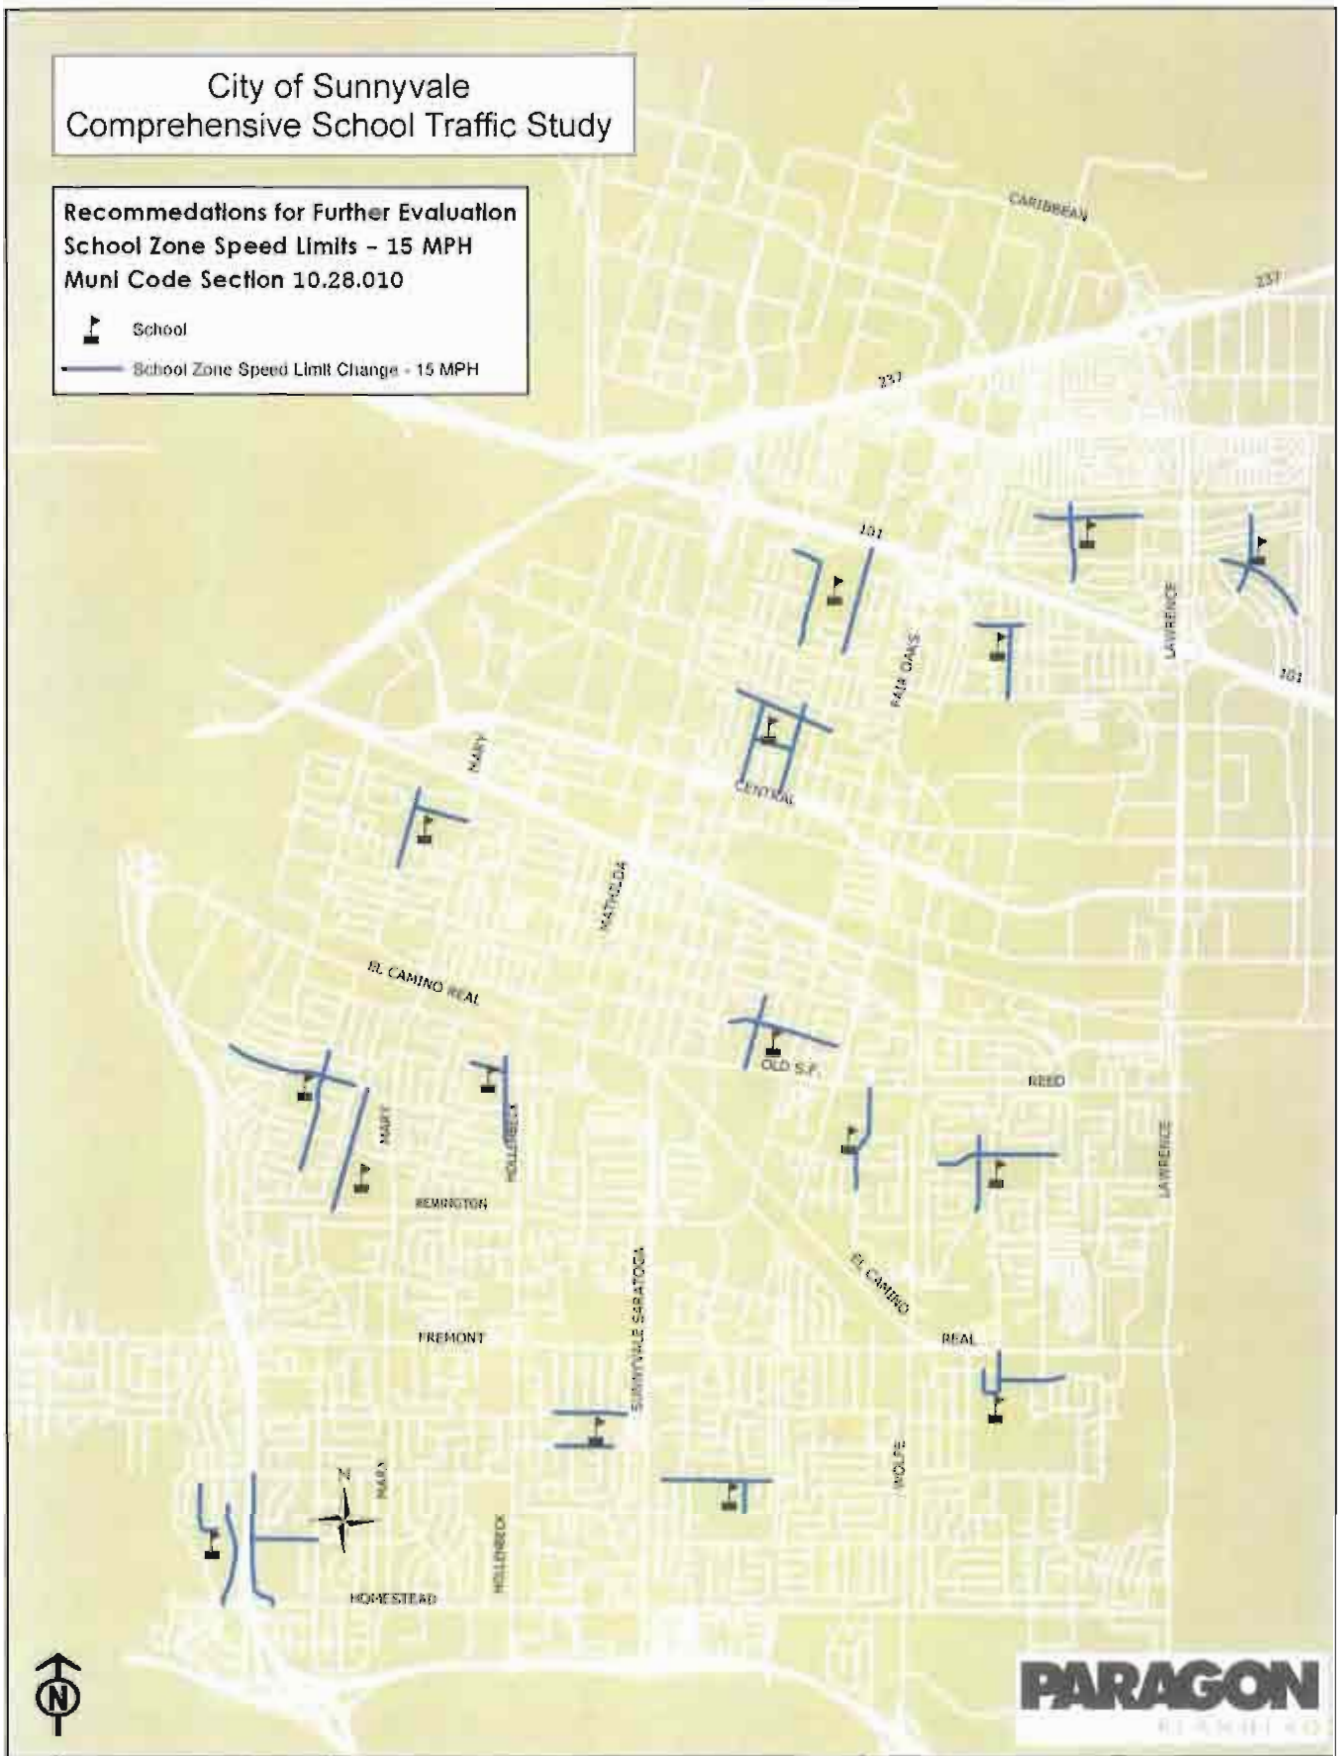 City of Sunnyvale
Comprehensive School Traffic Study
Recommedations for Further Evaluation
School Zone Speed Limits - 15 MPH
Muni Code Section 10.28.010
School
School Zone Speed Limit Change - 15 MPH
CARIBBEAN
237
237
101
FAIR OAKS
LAWRENCE
101
MARY
CENTRAL
MATHILDA
EL CAMINO REAL
OLD S.F.
REED
MARY
HOLLENBECK
REMINGTON
LAWRENCE
EL CAMINO
REAL
SUNNYVALE SARATOGA
FREMONT
WOLFE
N
MARY
HOLLENBECK
HOMESTEAD
N
PARAGON